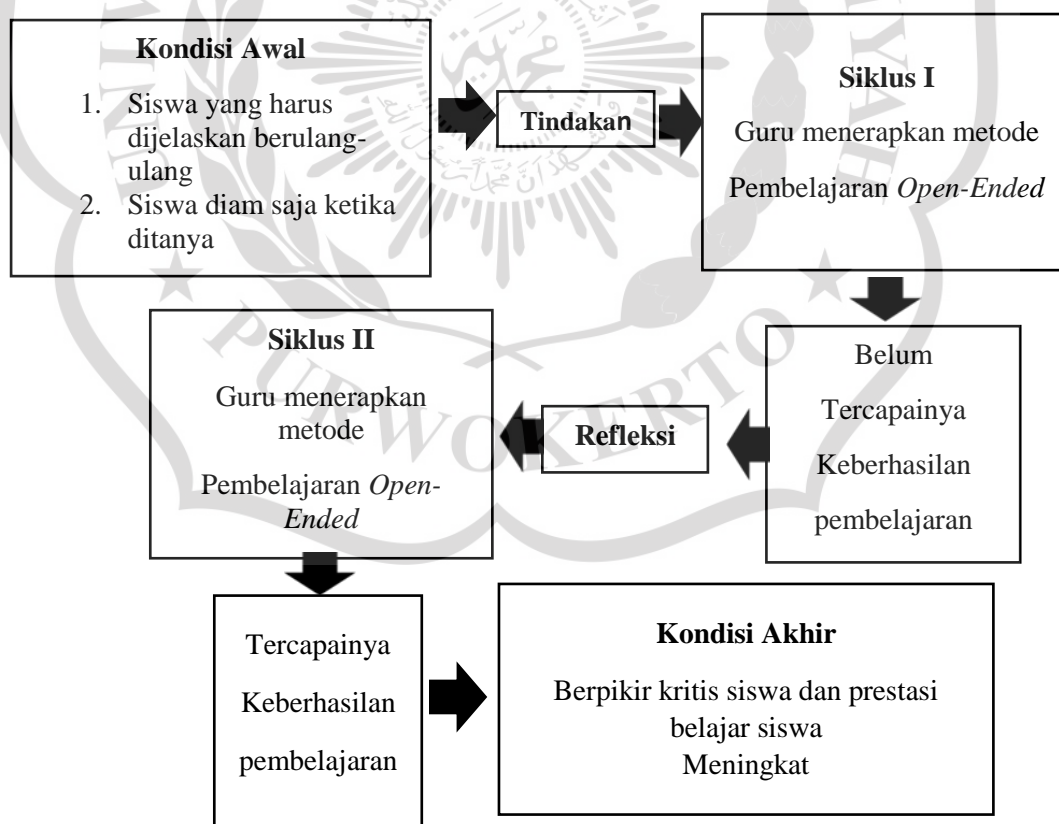 Kondisi Awal
1. Siswa yang harus
dijelaskan berulang-
ulang
2. Siswa diam saja ketika
ditanya
Tindakan
Siklus I
Guru menerapkan metode
Pembelajaran Open-Ended
Belum
Tercapainya
Keberhasilan
pembelajaran
Refleksi
Siklus II
Guru menerapkan
metode
Pembelajaran Open-
Ended
Tercapainya
Keberhasilan
pembelajaran
Kondisi Akhir
Berpikir kritis siswa dan prestasi
belajar siswa
Meningkat
PURWOKERTO